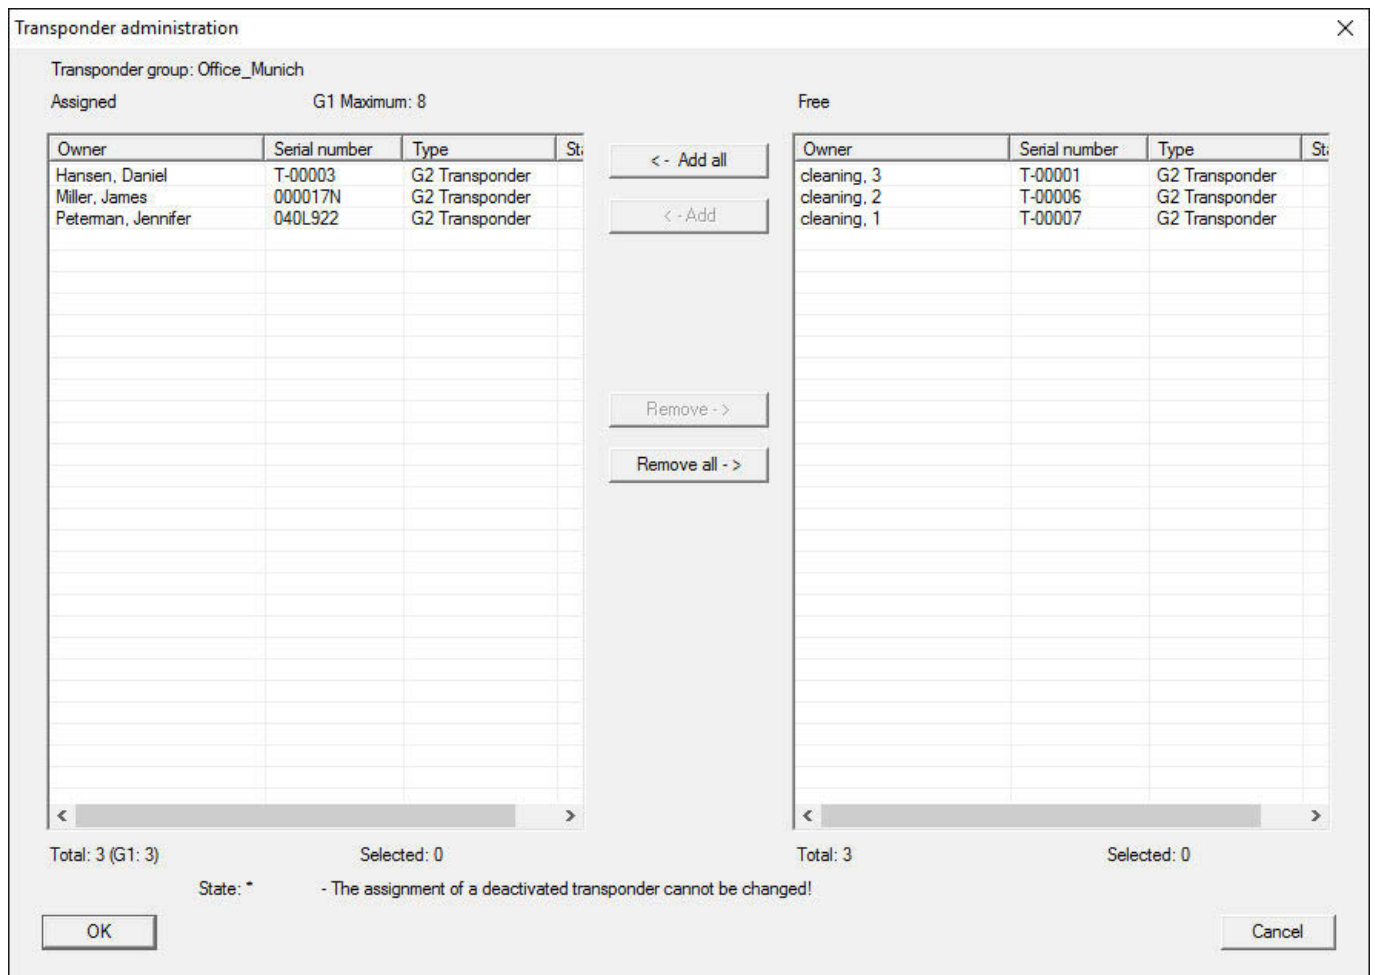 Transponder administration
Transponder group: Office_Munich
Assigned G1 Maximum: 8 Free
Owner Serial number Type Sta
Hansen, Daniel T-00003 G2 Transponder
Miller, James 000017N G2 Transponder
Peterman, Jennifer 040L922 G2 Transponder
<- Add all
<- Add
Remove ->
Remove all ->
Owner Serial number Type Sta
cleaning, 3 T-00001 G2 Transponder
cleaning, 2 T-00006 G2 Transponder
cleaning, 1 T-00007 G2 Transponder
Total: 3 (G1: 3) Selected: 0
Total: 3 Selected: 0
State: * - The assignment of a deactivated transponder cannot be changed!
OK
Cancel